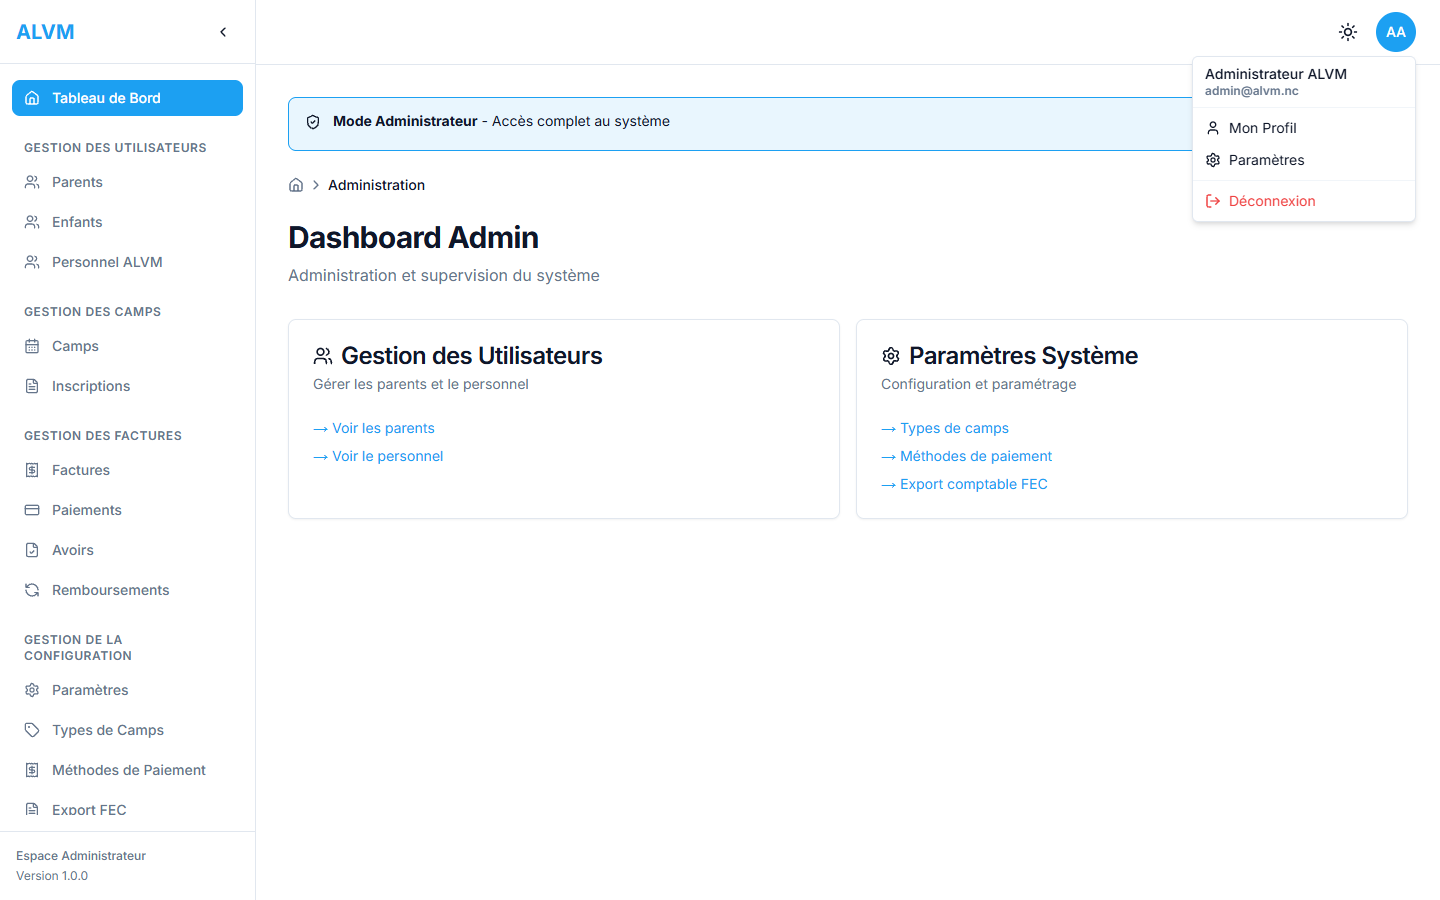 ALVM
Tableau de Bord
GESTION DES UTILISATEURS
Parents
Enfants
Personnel ALVM
GESTION DES CAMPS
Camps
Inscriptions
GESTION DES FACTURES
Factures
Paiements
Avoirs
Remboursements
GESTION DE LA
CONFIGURATION
Paramètres
Types de Camps
Méthodes de Paiement
Export FEC
Espace Administrateur
Version 1.0.0
AA
Administrateur ALVM
admin@alvm.nc
Mon Profil
Paramètres
Déconnexion
Mode Administrateur - Accès complet au système
Administration
Dashboard Admin
Administration et supervision du système
Gestion des Utilisateurs
Gérer les parents et le personnel
→ Voir les parents
→ Voir le personnel
Paramètres Système
Configuration et paramétrage
→ Types de camps
→ Méthodes de paiement
→ Export comptable FEC